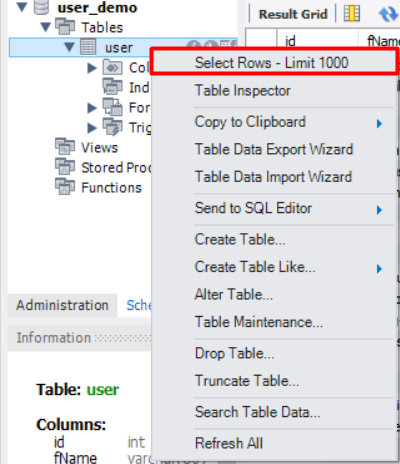 user_demo
Result Grid
Tables
user
id
fName
Select Rows - Limit 1000
Col
Table Inspector
Ind
For
Copy to Clipboard
Trig
Table Data Export Wizard
Views
Table Data Import Wizard
Stored Proc
Functions
Send to SQL Editor
Create Table...
Create Table Like...
Alter Table...
Administration
Sche
Table Maintenance...
Information
Drop Table...
Truncate Table...
Table: user
Search Table Data...
Columns:
id int
Refresh All
fName